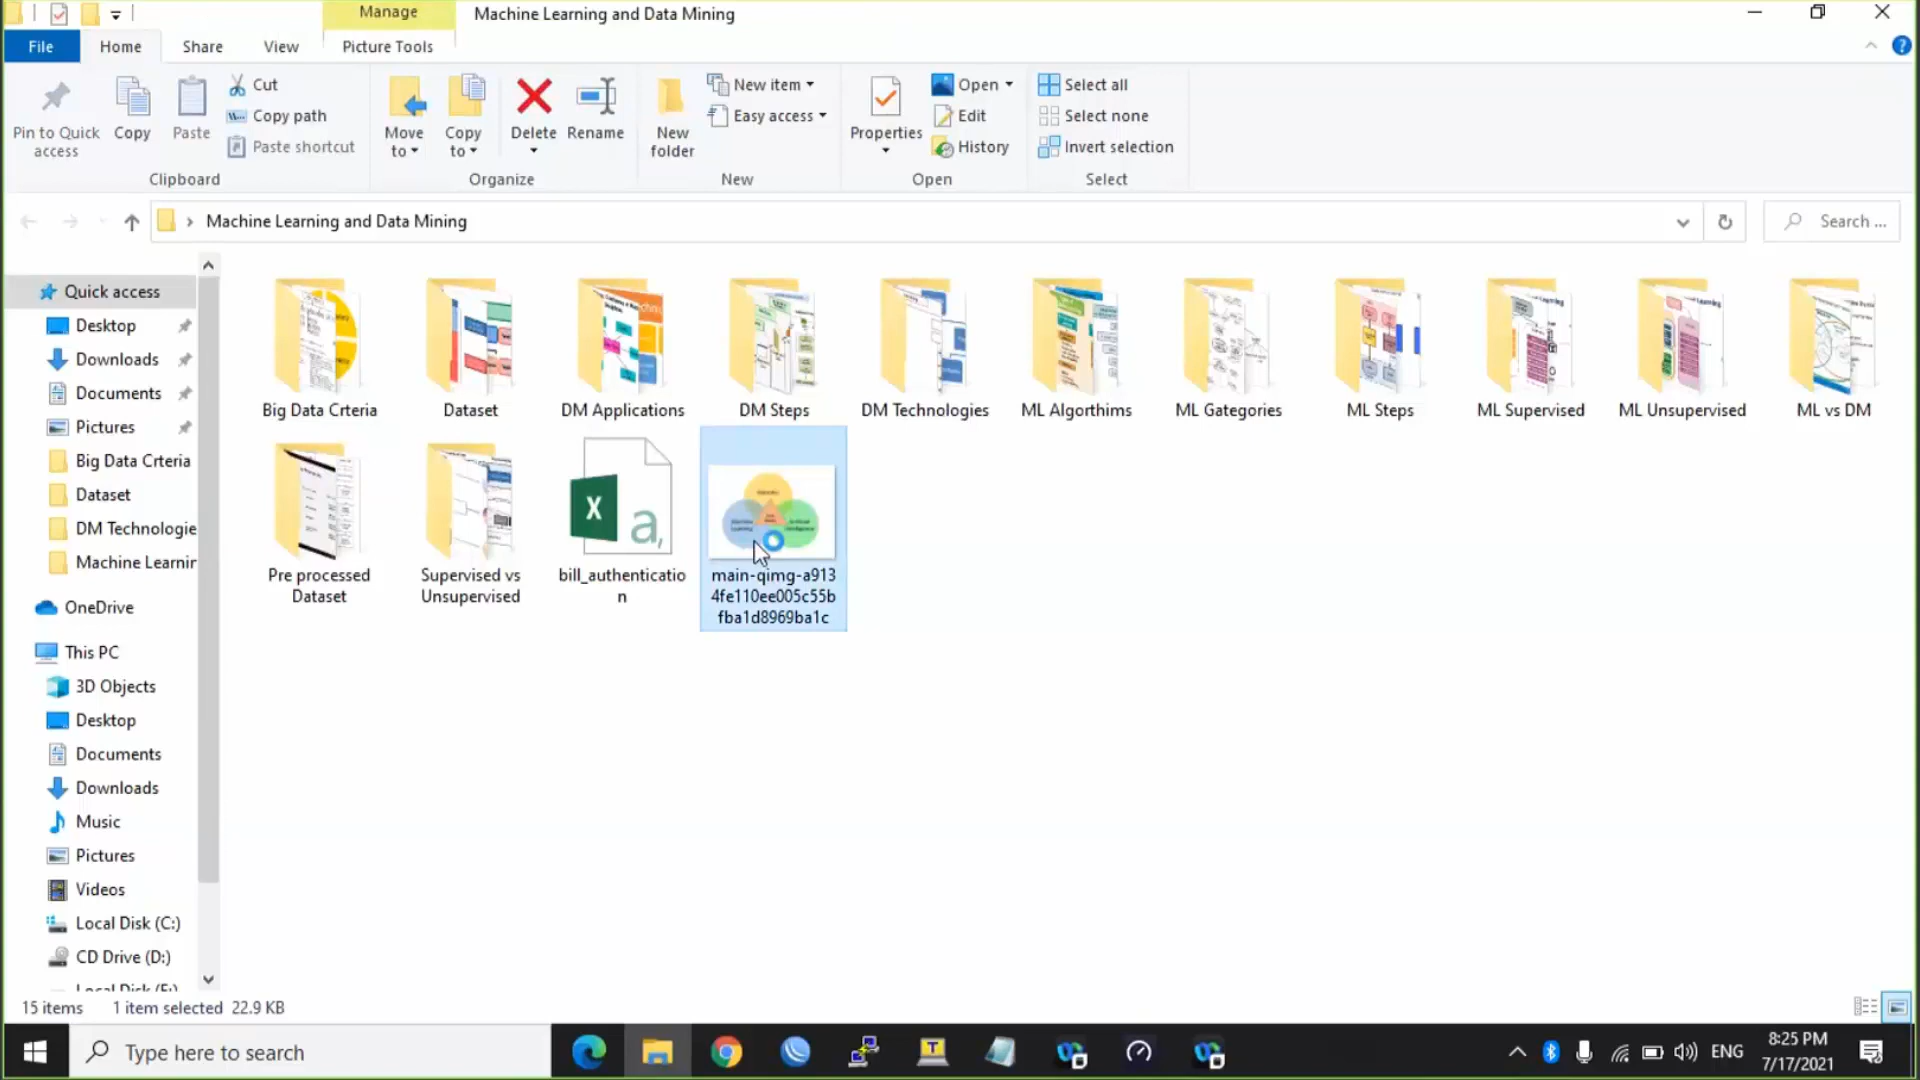 Manage
Machine Learning and Data Mining
File
Home
Share
View
Picture Tools
Pin to Quick
access
Copy
Paste
Cut
Copy path
Paste shortcut
Clipboard
Move
to
Copy
to
Delete
Rename
Organize
New
folder
New item
Easy access
New
Properties
Open
Edit
History
Open
Select all
Select none
Invert selection
Select
Machine Learning and Data Mining
Search ...
Quick access
Desktop
Downloads
Documents
Pictures
Big Data Crteria
Dataset
DM Technologie
Machine Learnir
OneDrive
This PC
3D Objects
Desktop
Documents
Downloads
Music
Pictures
Videos
Local Disk (C:)
CD Drive (D:)
Big Data Crteria
Dataset
DM Applications
DM Steps
DM Technologies
ML Algorthims
ML Gategories
ML Steps
ML Supervised
ML Unsupervised
ML vs DM
Pre processed
Dataset
Supervised vs
Unsupervised
X
a,
bill_authenticatio
n
main-qimg-a913
4fe110ee005c55b
fba1d8969ba1c
15 items
1 item selected 22.9 KB
Type here to search
T
ENG
8:25 PM
7/17/2021